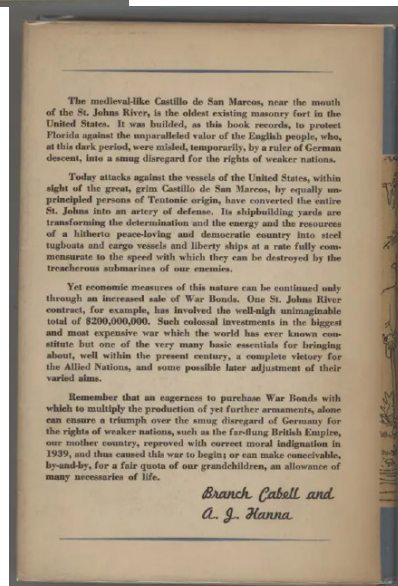 The medieval-like Castillo de San Marcos, near the mouth
of the St. Johns River, is the oldest existing masonry fort in the
United States. It was builded, as this book records, to protect
Florida against the unparalleled valor of the English people, who,
at this dark period, were misled, temporarily, by a ruler of German
descent, into a smug disregard for the rights of weaker nations.
Today attacks against the vessels of the United States, within
sight of the great, grim Castillo de San Marcos, by equally un-
principled persons of Teutonic origin, have converted the entire
St. Johns into an artery of defense. Its shipbuilding yards are
transforming the determination and the energy and the resources
of a hitherto peace-loving and democratic country into steel
tugboats and cargo vessels and liberty ships at a rate fully com-
mensurate to the speed with which they can be destroyed by the
treacherous submarines of our enemies.
Yet economic measures of this nature can be continued only
through an increased sale of War Bonds. One St. Johns River
contract, for example, has involved the well-nigh unimaginable
total of $200,000,000. Such colossal investments in the biggest
and most expensive war which the world has ever known con-
stitute but one of the very many basic essentials for bringing
about, well within the present century, a complete victory for
the Allied Nations, and some possible later adjustment of their
varied aims.
Remember that an eagerness to purchase War Bonds with
which to multiply the production of yet further armaments, alone
can ensure a triumph over the smug disregard of Germany for
the rights of weaker nations, such as the far-flung British Empire,
our mother country, reproved with correct moral indignation in
1939, and thus caused this war to begin; or can make conceivable,
by-and-by, for a fair quota of our grandchildren, an allowance of
many necessaries of life.
Branch Cabell and
A. J. Hanna